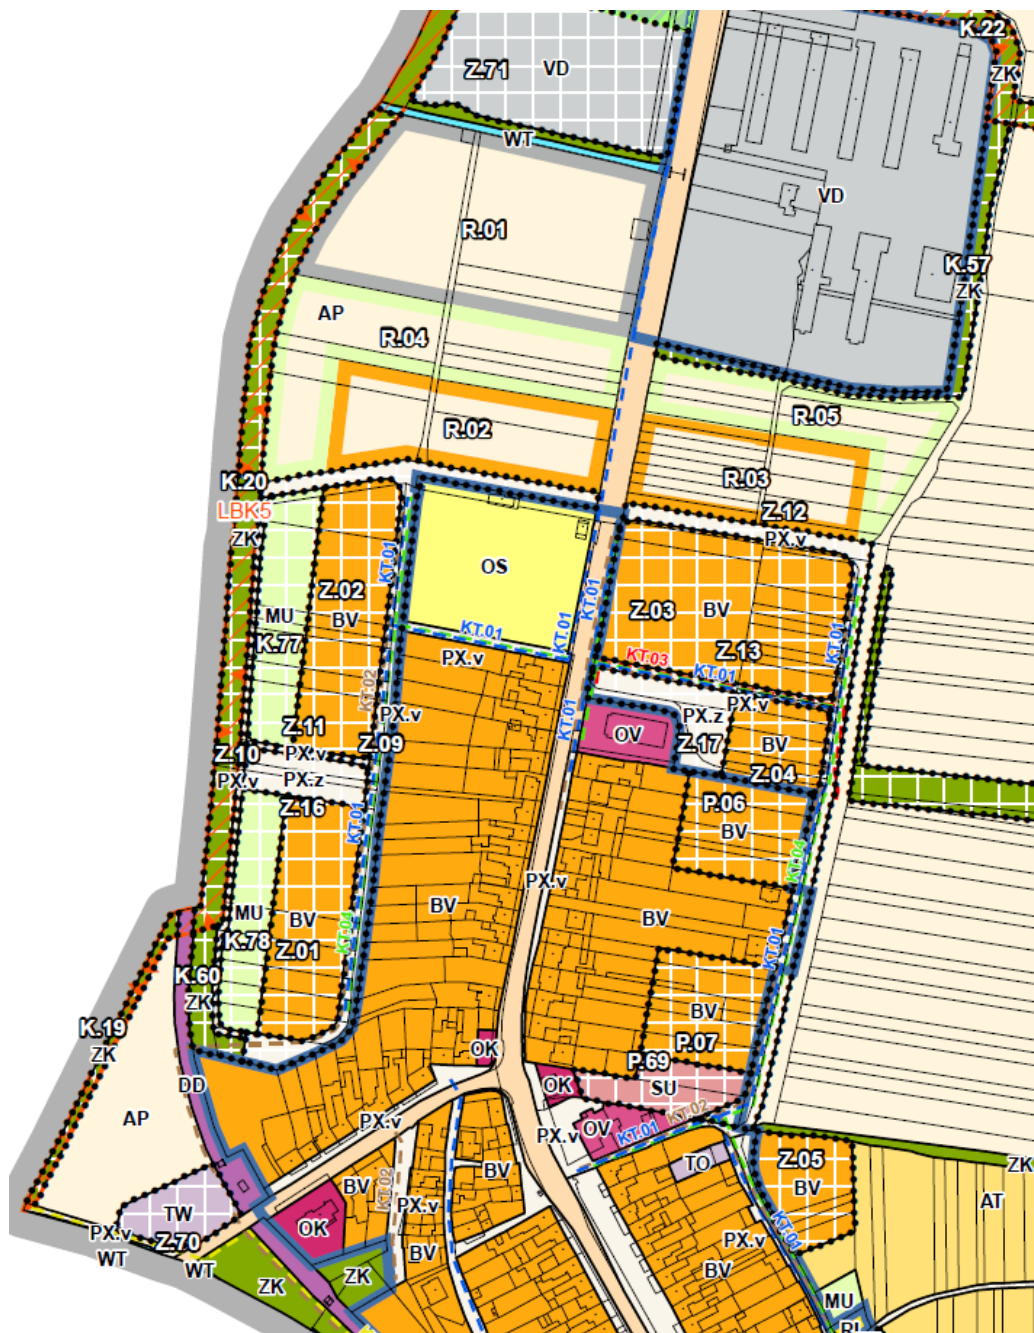 K.22
Z.71
VD
ZK
WT
VD
R.01
K.57
ZK
AP
R.04
R.05
R.02
R.03
K.20
LBK5
Z.12
ZK
PX.v
OS
KT.01
Z.02
KT.01
Z.03
BV
MU
BV
KT.01
KT.01
KT.01
K.77
PX.v
KT.03
Z.13
KT.01
KT.02
PX.v
PX.v
PX.z
Z.11
KT.01
OV
Z.09
Z.17
BV
Z.10
PX.v
PX.v
PX.z
Z.04
Z.16
P.06
KT.01
BV
KT.04
PX.v
MU
BV
BV
BV
KT.04
K.78
Z.01
KT.01
K.60
ZK
BV
K.19
ZK
P.07
OK
P.69
DD
OK
SU
AP
KT.02
PX.v
OV
KT.01
PX.v
ZK
TO
Z.05
BV
BV
BV
KT.02
AT
PX.v
TW
OK
PX.v
Z.70
PX.v
KT.01
WT
BV
WT
BV
ZK
ZK
MU
RI